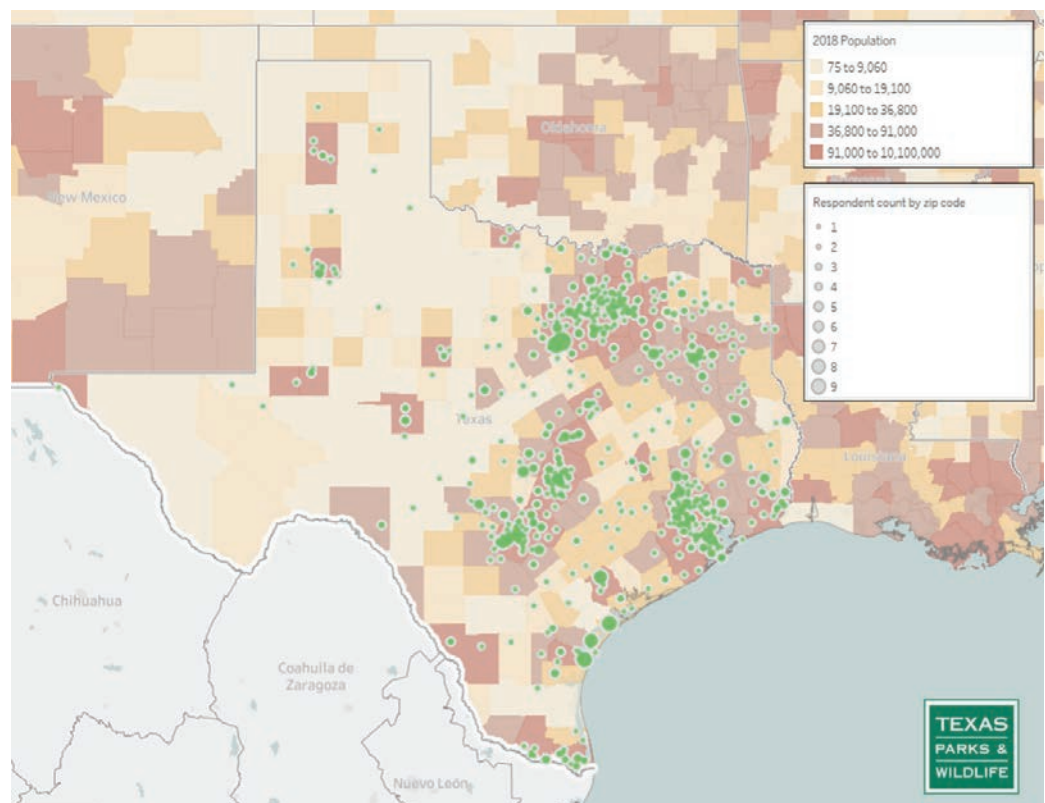 2018 Population
75 to 9,060
9,060 to 19,100
19,100 to 36,800
36,800 to 91,000
91,000 to 10,100,000
Oklahoma
New Mexico
Respondent count by zip code
1
2
3
4
5
6
7
8
9
Texas
Louisiana
Chihuahua
Coahuila de
Zaragoza
Nuevo León
TEXAS
PARKS &
WILDLIFE